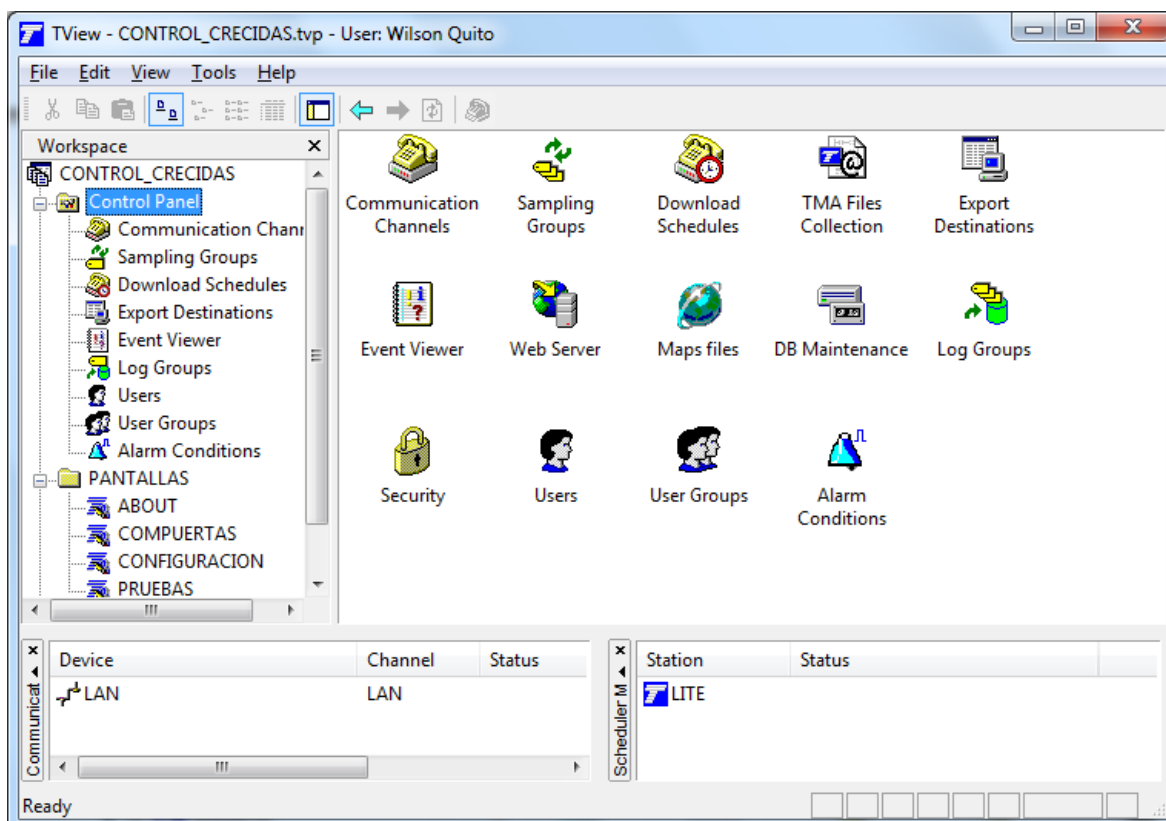 TView - CONTROL_CRECIDAS.tvp - User: Wilson Quito
File Edit View Tools Help
Workspace
CONTROL_CRECIDAS
Control Panel
Communication Chann
Sampling Groups
Download Schedules
Export Destinations
Event Viewer
Log Groups
Users
User Groups
Alarm Conditions
PANTALLAS
ABOUT
COMPUERTAS
CONFIGURACION
PRUEBAS
Communication Channels
Sampling Groups
Download Schedules
TMA Files Collection
Export Destinations
Event Viewer
Web Server
Maps files
DB Maintenance
Log Groups
Security
Users
User Groups
Alarm Conditions
Communicat
Device Channel Status
LAN LAN
Scheduler M
Station Status
LITE
Ready